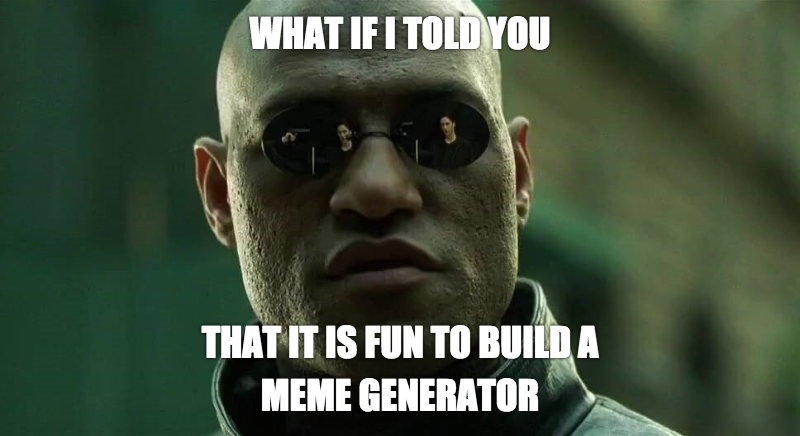 WHAT IF I TOLD YOU
THAT IT IS FUN TO BUILD A
MEME GENERATOR